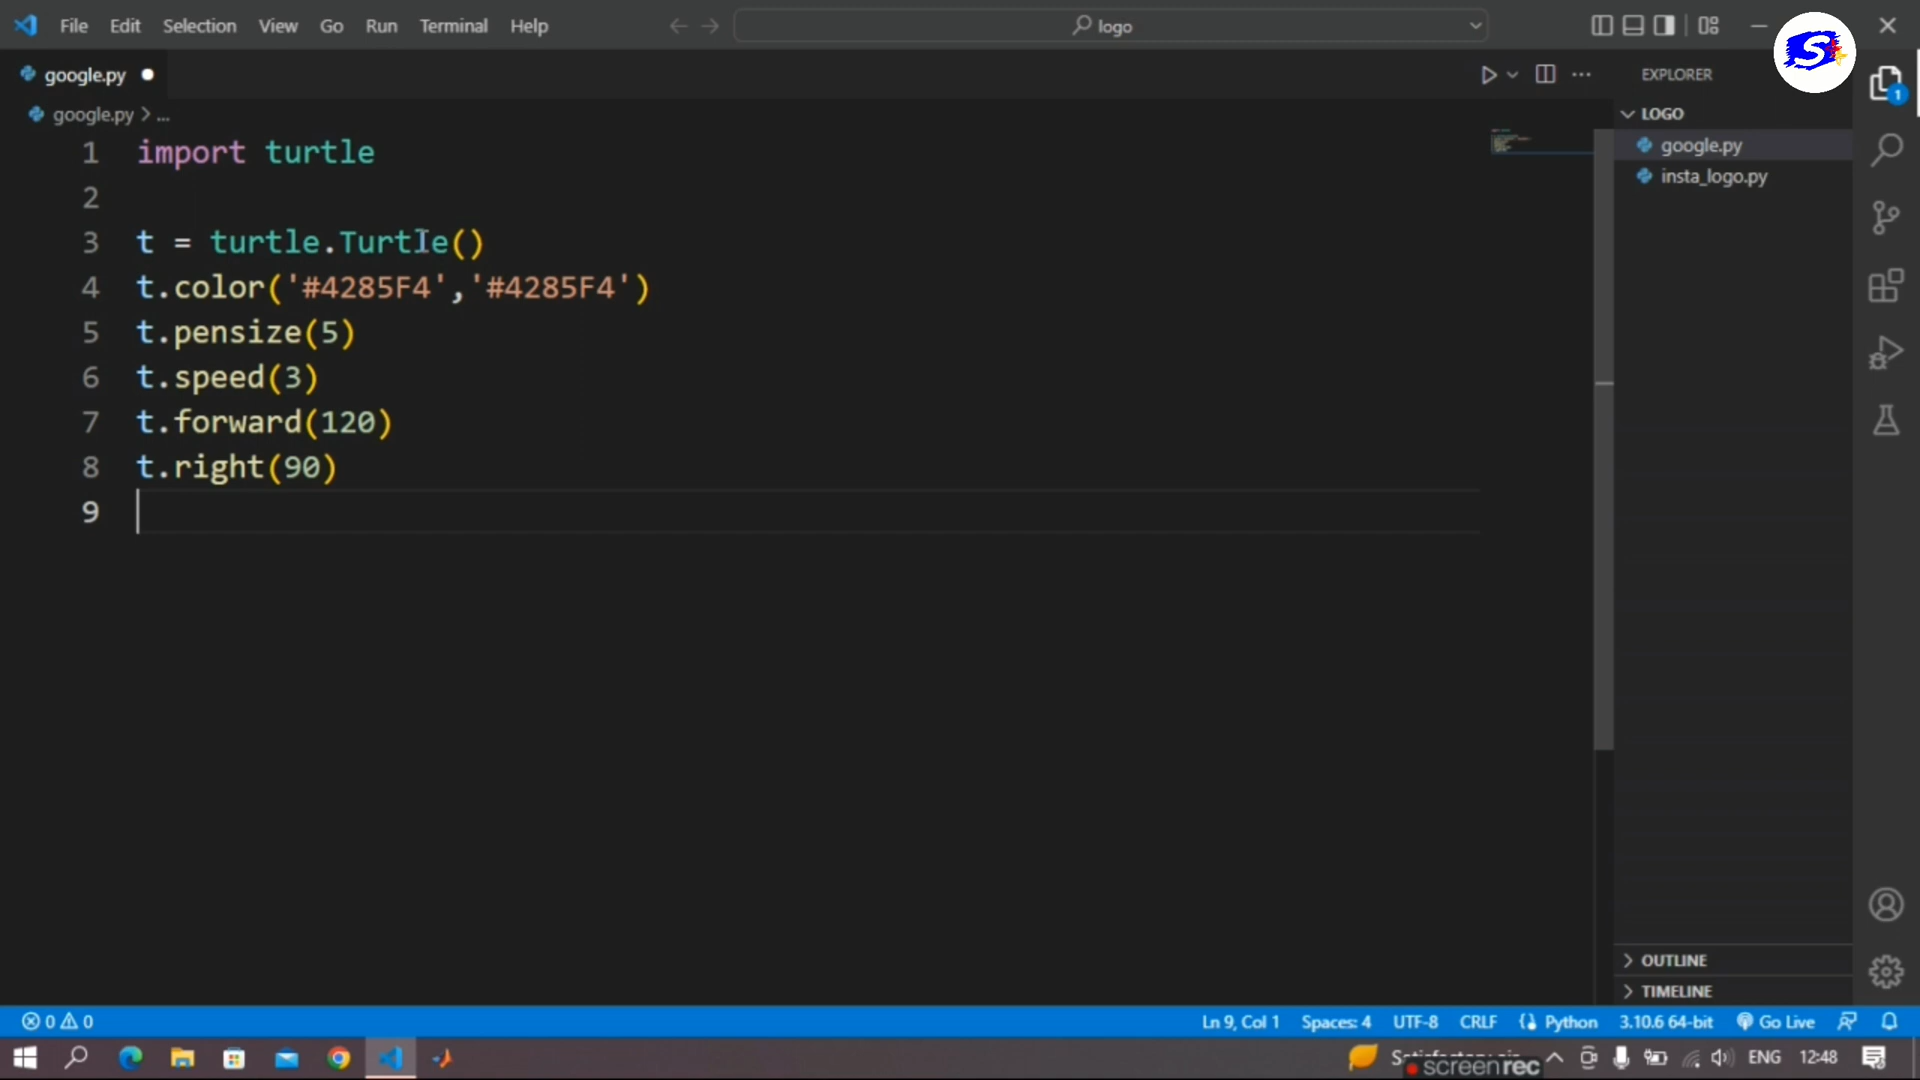 File Edit Selection View Go Run Terminal Help
logo
google.py
EXPLORER
google.py > ...
LOGO
google.py
insta_logo.py
1 import turtle
2
3 t = turtle.Turtle()
4 t.color('#4285F4','#4285F4')
5 t.pensize(5)
6 t.speed(3)
7 t.forward(120)
8 t.right(90)
9
1
S
OUTLINE
TIMELINE
0 0 Ln 9, Col 1 Spaces: 4 UTF-8 CRLF Python 3.10.6 64-bit Go Live
ENG 12:48
screenrec